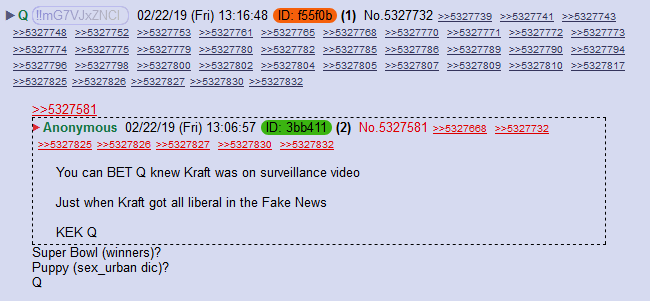 ▶ Q !!mG7VJxZNCI 02/22/19 (Fri) 13:16:48 ID: f55f0b (1) No.5327732 >>5327739 >>5327741 >>5327743
>>5327748 >>5327752 >>5327753 >>5327761 >>5327765 >>5327768 >>5327770 >>5327771 >>5327772 >>5327773
>>5327774 >>5327775 >>5327779 >>5327780 >>5327782 >>5327785 >>5327786 >>5327789 >>5327790 >>5327794
>>5327796 >>5327798 >>5327800 >>5327802 >>5327804 >>5327805 >>5327807 >>5327809 >>5327810 >>5327817
>>5327825 >>5327826 >>5327827 >>5327830 >>5327832
>>5327581
▶Anonymous 02/22/19 (Fri) 13:06:57 ID: 3bb411 (2) No.5327581 >>5327668 >>5327732
>>5327825 >>5327826 >>5327827 >>5327830 >>5327832
You can BET Q knew Kraft was on surveillance video
Just when Kraft got all liberal in the Fake News
KEK Q
Super Bowl (winners)?
Puppy (sex_urban dic)?
Q